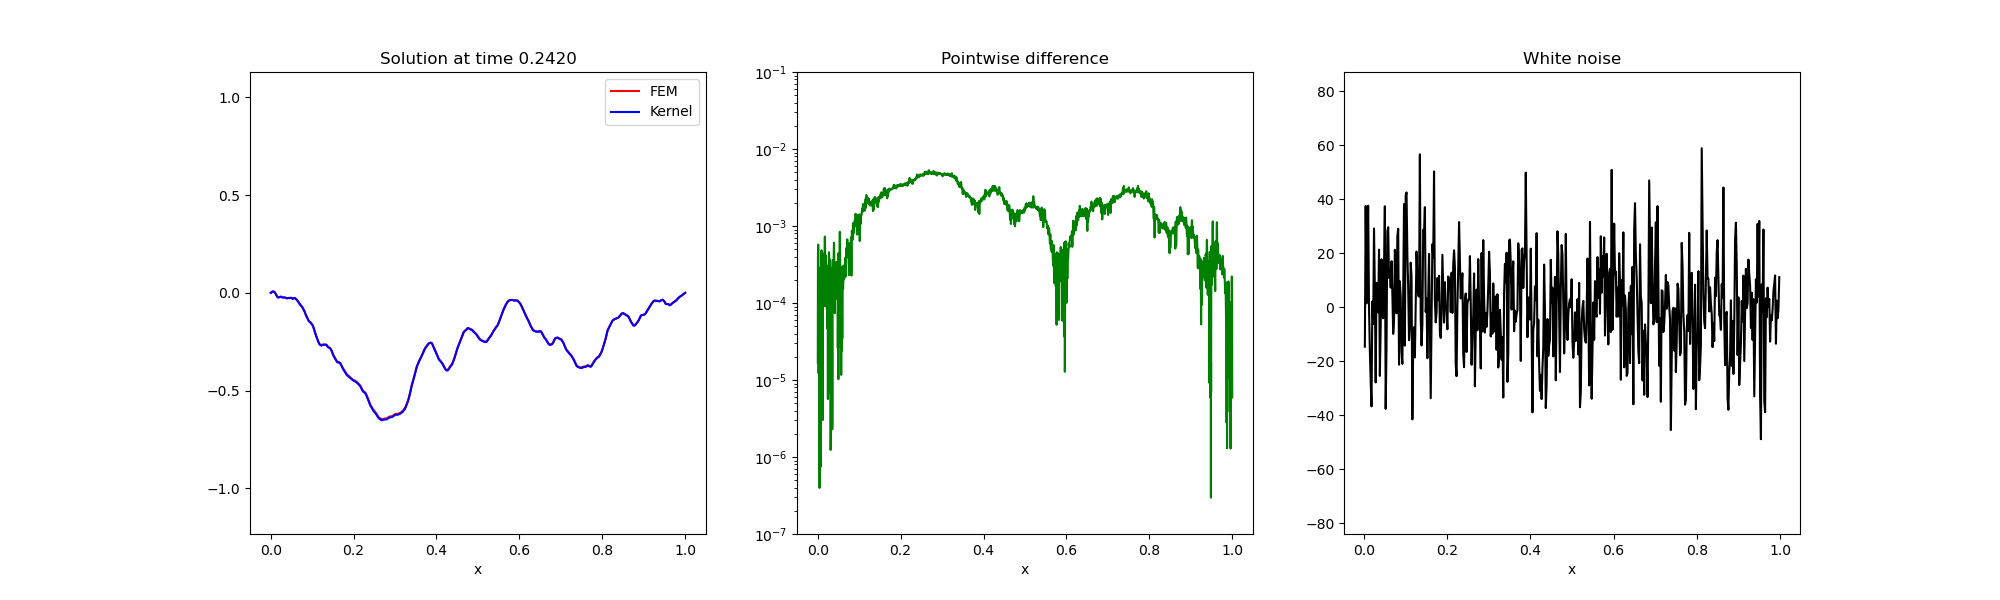 Solution at time 0.2420
1.0
0.5
0.0
−0.5
−1.0
FEM
Kernel
0.0 0.2 0.4 0.6 0.8 1.0
x
Pointwise difference
10⁻¹
10⁻²
10⁻³
10⁻⁴
10⁻⁵
10⁻⁶
10⁻⁷
0.0 0.2 0.4 0.6 0.8 1.0
x
White noise
80
60
40
20
0
−20
−40
−60
−80
0.0 0.2 0.4 0.6 0.8 1.0
x